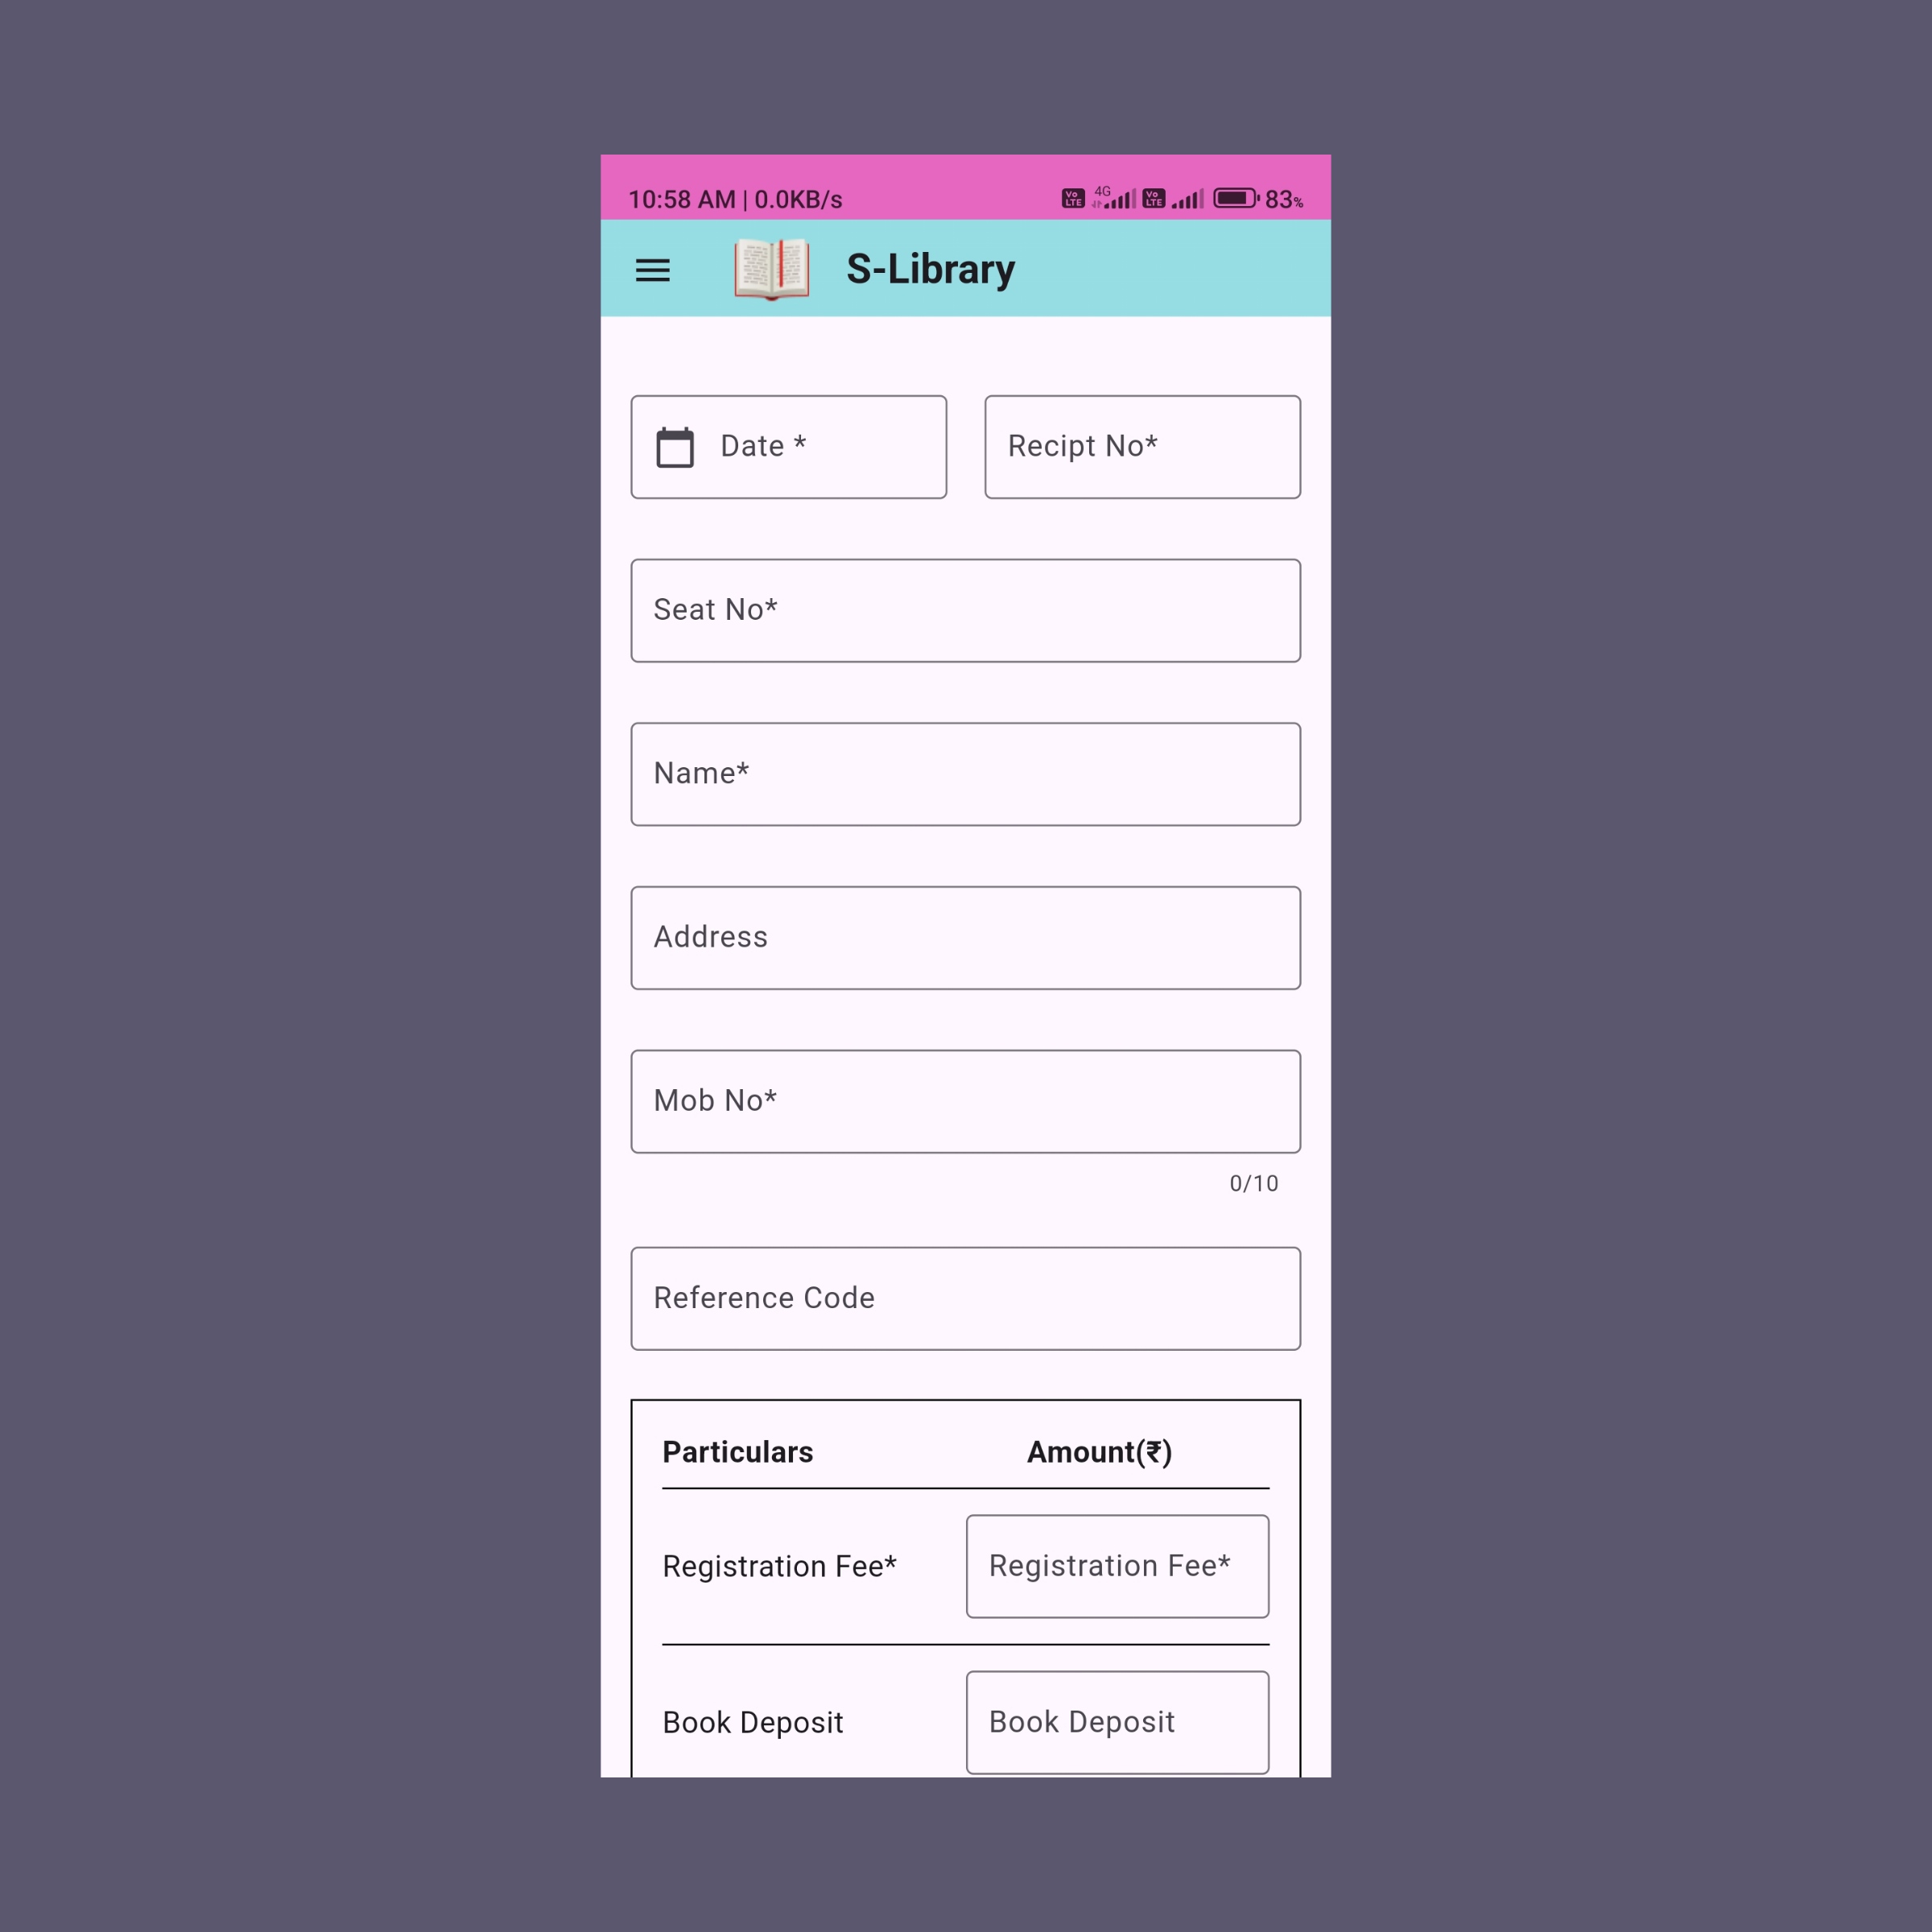 10:58 AM | 0.0KB/s Vo LTE 4G Vo LTE 83%
S-Library
Date * Recipt No*
Seat No*
Name*
Address
Mob No*
0/10
Reference Code
Particulars Amount(₹)
Registration Fee* Registration Fee*
Book Deposit Book Deposit